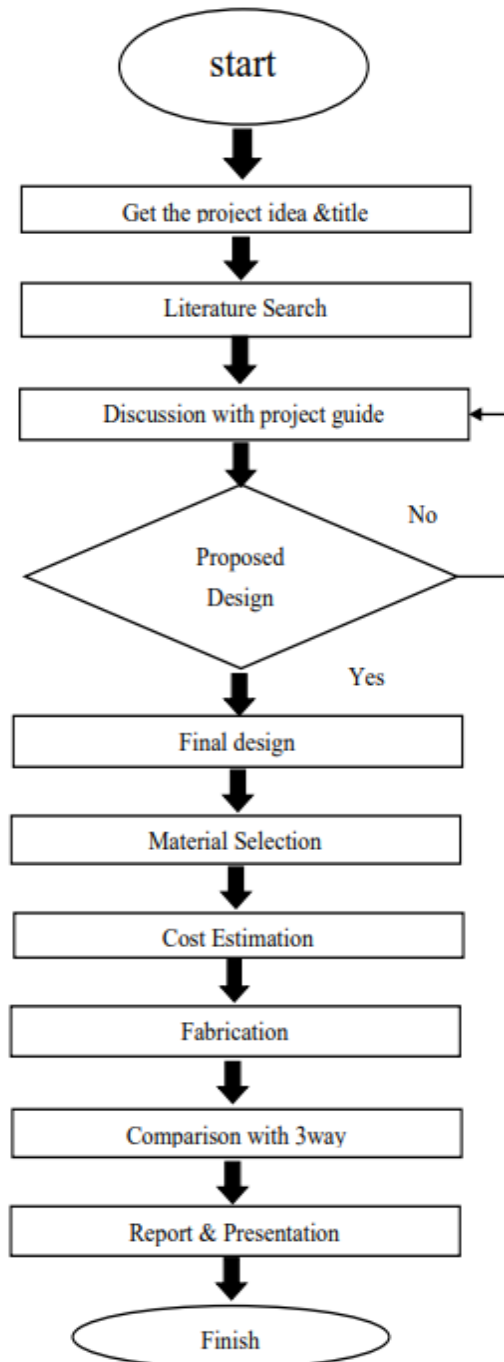 start
Get the project idea &title
Literature Search
Discussion with project guide
No
Proposed
Design
Yes
Final design
Material Selection
Cost Estimation
Fabrication
Comparison with 3way
Report & Presentation
Finish